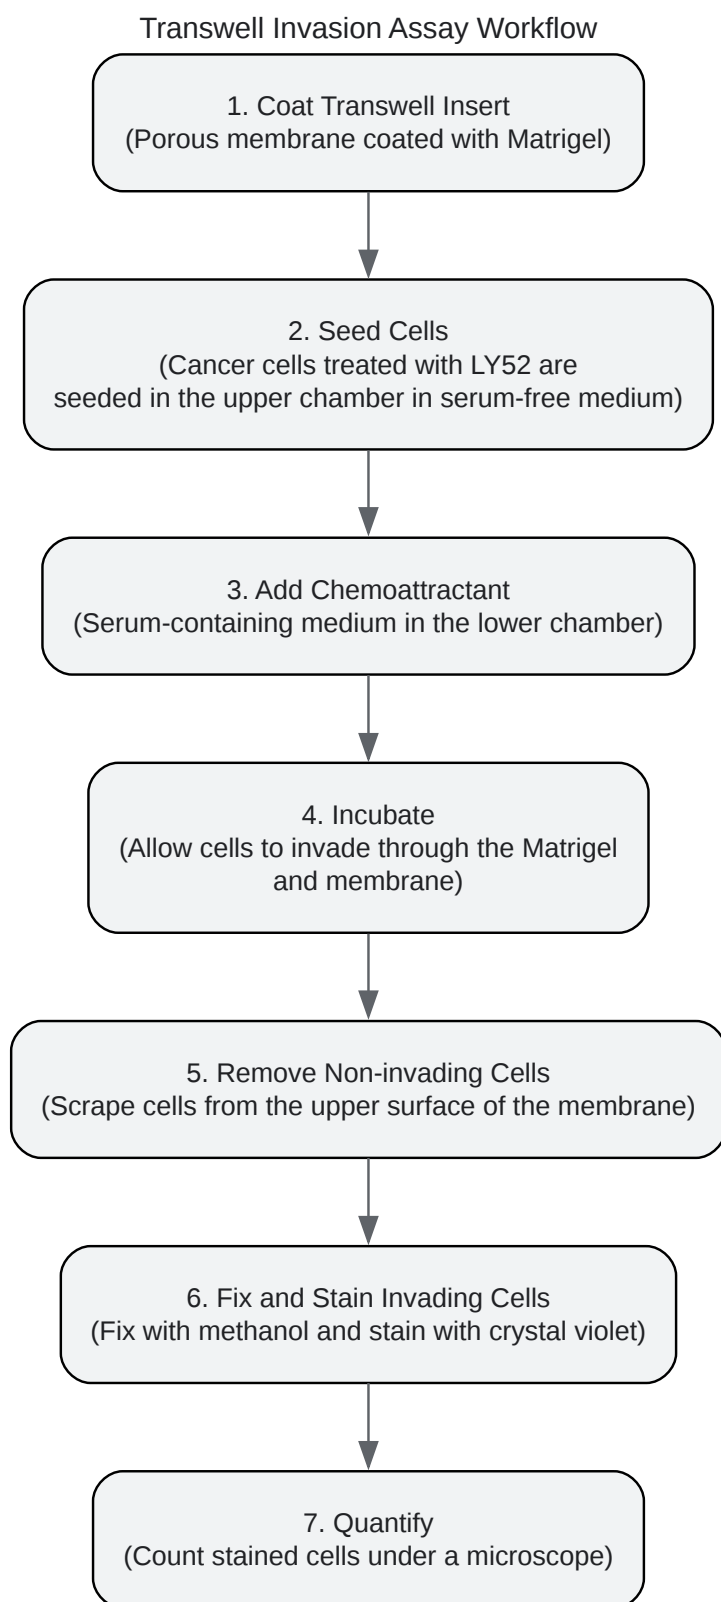 Transwell Invasion Assay Workflow
1. Coat Transwell Insert
(Porous membrane coated with Matrigel)
2. Seed Cells
(Cancer cells treated with LY52 are
seeded in the upper chamber in serum-free medium)
3. Add Chemoattractant
(Serum-containing medium in the lower chamber)
4. Incubate
(Allow cells to invade through the Matrigel
and membrane)
5. Remove Non-invading Cells
(Scrape cells from the upper surface of the membrane)
6. Fix and Stain Invading Cells
(Fix with methanol and stain with crystal violet)
7. Quantify
(Count stained cells under a microscope)